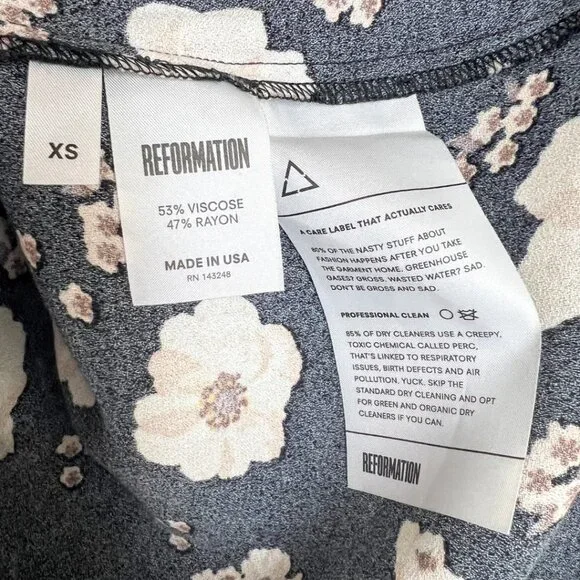 XS
REFORMATION
53% VISCOSE
47% RAYON
MADE IN USA
RN 143248
A CARE LABEL THAT ACTUALLY CARES
80% OF THE NASTY STUFF ABOUT
FASHION HAPPENS AFTER YOU TAKE
THE GARMENT HOME. GREENHOUSE
GASES? GROSS. WASTED WATER? SAD.
DON'T BE GROSS AND SAD.
PROFESSIONAL CLEAN
85% OF DRY CLEANERS USE A CREEPY,
TOXIC CHEMICAL CALLED PERC,
THAT'S LINKED TO RESPIRATORY
ISSUES, BIRTH DEFECTS AND AIR
POLLUTION. YUCK. SKIP THE
STANDARD DRY CLEANING AND OPT
FOR GREEN AND ORGANIC DRY
CLEANERS IF YOU CAN.
REFORMATION